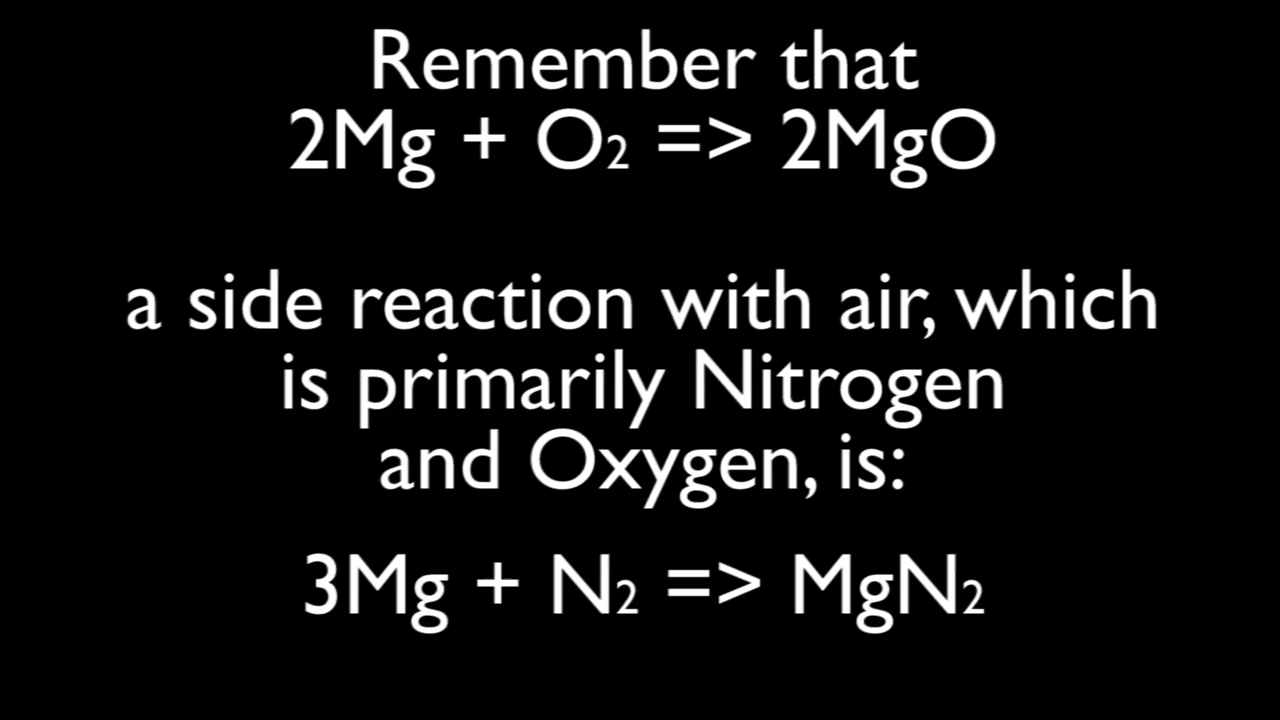 Remember that
2Mg + O₂ => 2MgO
a side reaction with air, which
is primarily Nitrogen
and Oxygen, is:
3Mg + N₂ => MgN₂